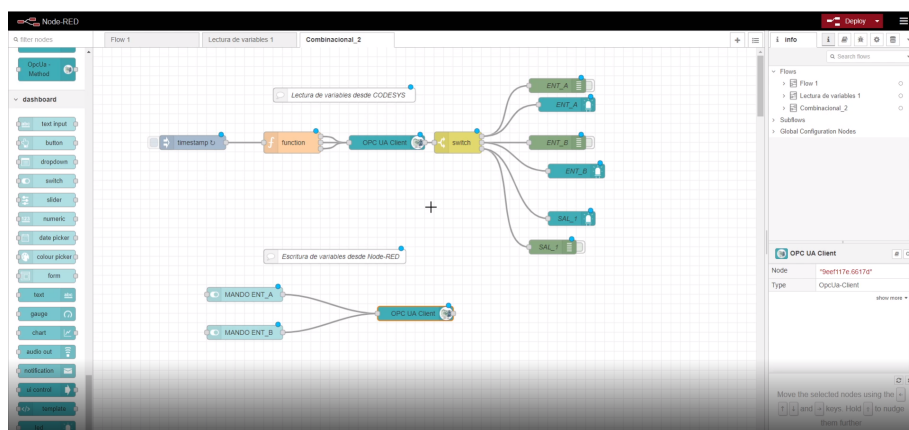 Node-RED
Deploy
filter nodes
Flow 1
Lectura de variables 1
Combinacional_2
info
OpcUa -
Method
dashboard
text input
button
dropdown
switch
slider
numeric
date picker
colour picker
form
text
gauge
chart
audio out
notification
ui control
template
Lectura de variables desde CODESYS
timestamp ↻
function
OPC UA Client
switch
ENT_A
ENT_A
ENT_B
ENT_B
SAL_1
SAL_1
Escritura de variables desde Node-RED
MANDO ENT_A
MANDO ENT_B
OPC UA Client
Search flows
Flows
Flow 1
Lectura de variables 1
Combinacional_2
Subflows
Global Configuration Nodes
OPC UA Client
Node "9eef117e.6617d"
Type OpcUa-Client
show more
Move the selected nodes using the
and keys. Hold to nudge
them further